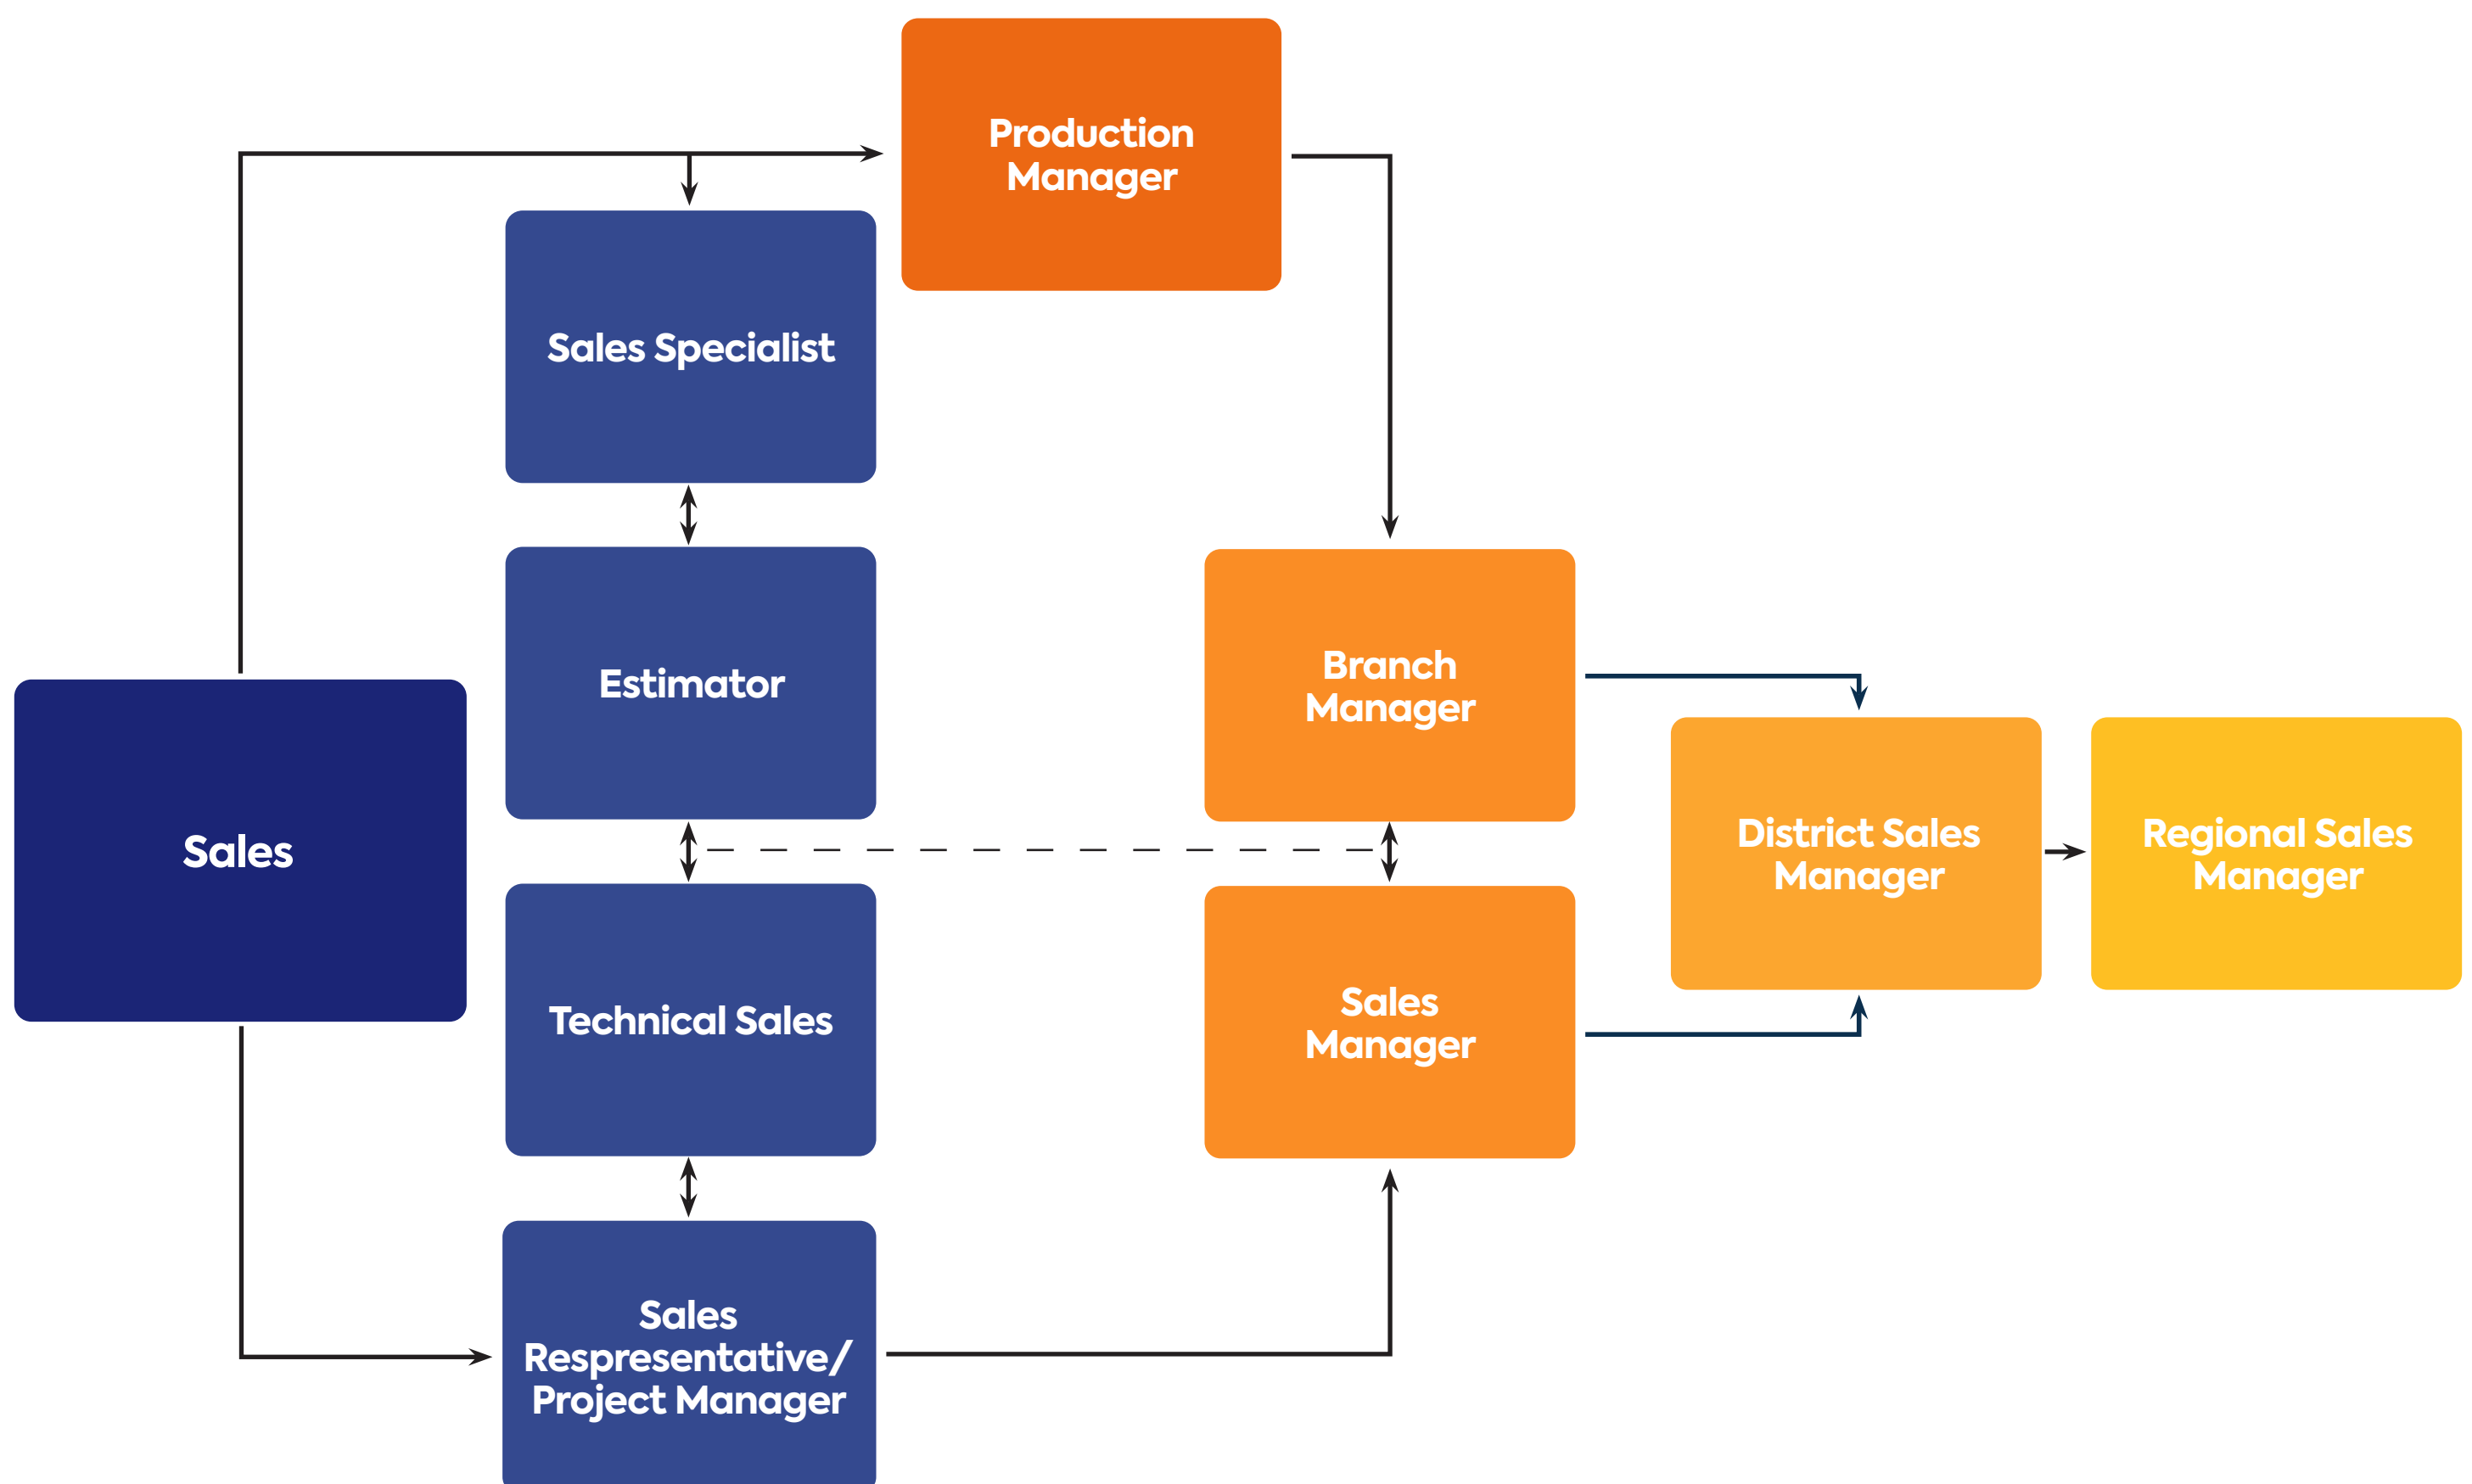 Production
Manager
Sales Specialist
Estimator
Branch
Manager
Sales
District Sales
Manager
Regional Sales
Manager
Technical Sales
Sales
Manager
Sales
Respresentative/
Project Manager